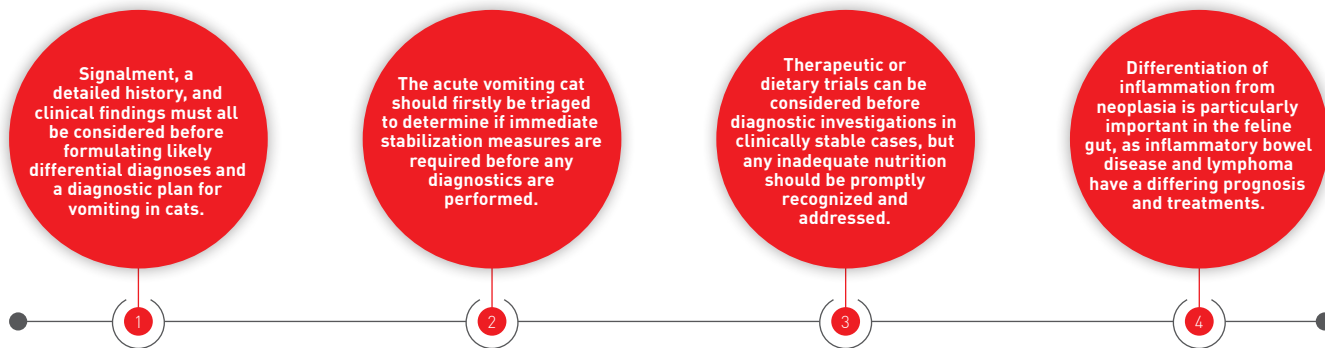 Signalment, a
detailed history, and
clinical findings must all
be considered before
formulating likely
differential diagnoses and
a diagnostic plan for
vomiting in cats.
The acute vomiting cat
should firstly be triaged
to determine if immediate
stabilization measures are
required before any
diagnostics are
performed.
Therapeutic or
dietary trials can be
considered before
diagnostic investigations in
clinically stable cases, but
any inadequate nutrition
should be promptly
recognized and
addressed.
Differentiation of
inflammation from
neoplasia is particularly
important in the feline
gut, as inflammatory bowel
disease and lymphoma
have a differing prognosis
and treatments.
1
2
3
4